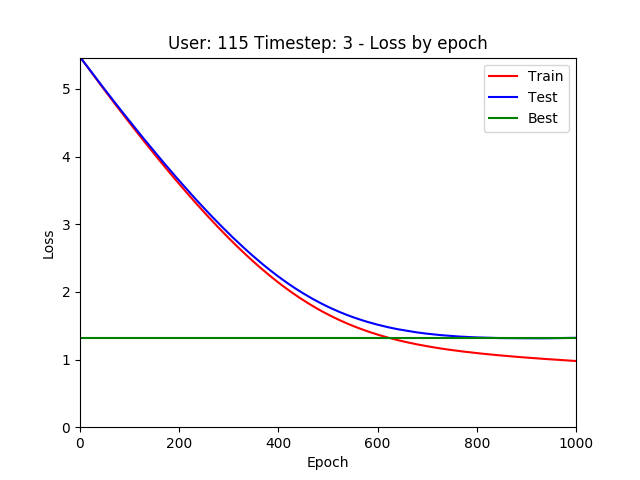 User: 115 Timestep: 3 - Loss by epoch
Train
Test
Best
Loss
5
4
3
2
1
0
0 200 400 600 800 1000
Epoch